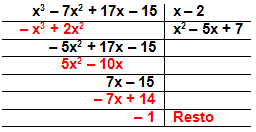 x³ – 7x² + 17x – 15 x – 2
– x³ + 2x² x² – 5x + 7
– 5x² + 17x – 15
5x² – 10x
7x – 15
– 7x + 14
– 1 Resto